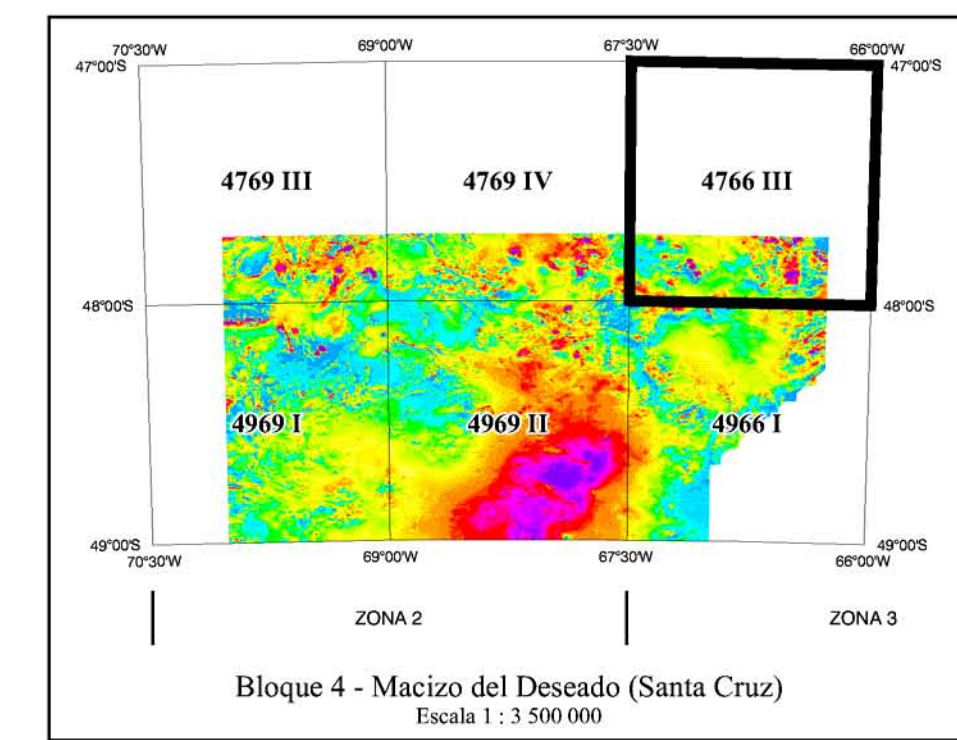 70°30'W 69°00'W 67°30'W 66°00'W
47°00'S 47°00'S
4769 III 4769 IV 4766 III
48°00'S 48°00'S
4969 I 4969 II 4966 I
49°00'S 49°00'S
70°30'W 69°00'W 67°30'W 66°00'W
ZONA 2 ZONA 3
Bloque 4 - Macizo del Deseado (Santa Cruz)
Escala 1 : 3 500 000